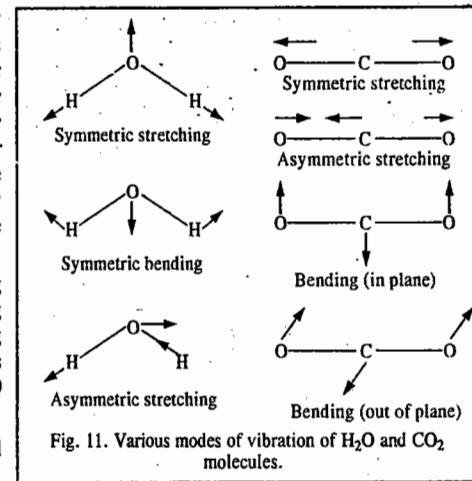 O
H H
Symmetric stretching
O C O
Symmetric stretching
O C O
Asymmetric stretching
O
H H
Symmetric bending
O C O
Bending (in plane)
O
H H
Asymmetric stretching
O C O
Bending (out of plane)
Fig. 11. Various modes of vibration of H₂O and CO₂
molecules.